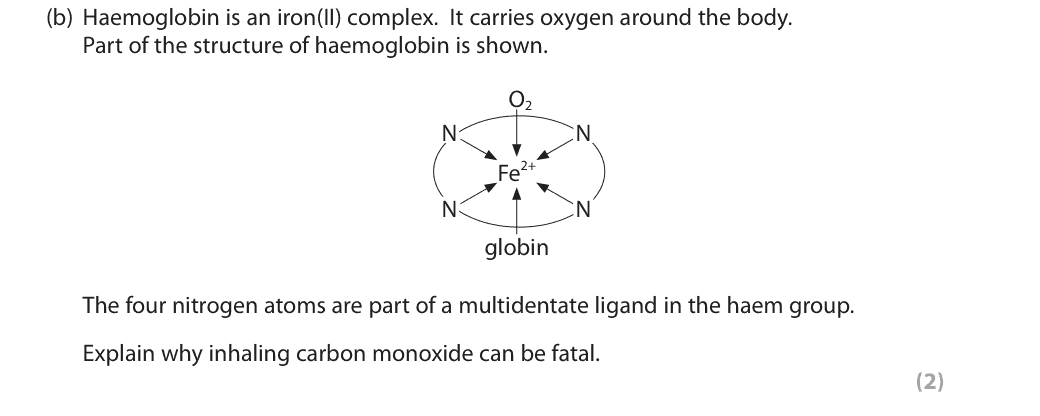 (b) Haemoglobin is an iron(II) complex. It carries oxygen around the body.
Part of the structure of haemoglobin is shown.
O₂
N N
Fe²⁺
N N
globin
The four nitrogen atoms are part of a multidentate ligand in the haem group.
Explain why inhaling carbon monoxide can be fatal.
(2)